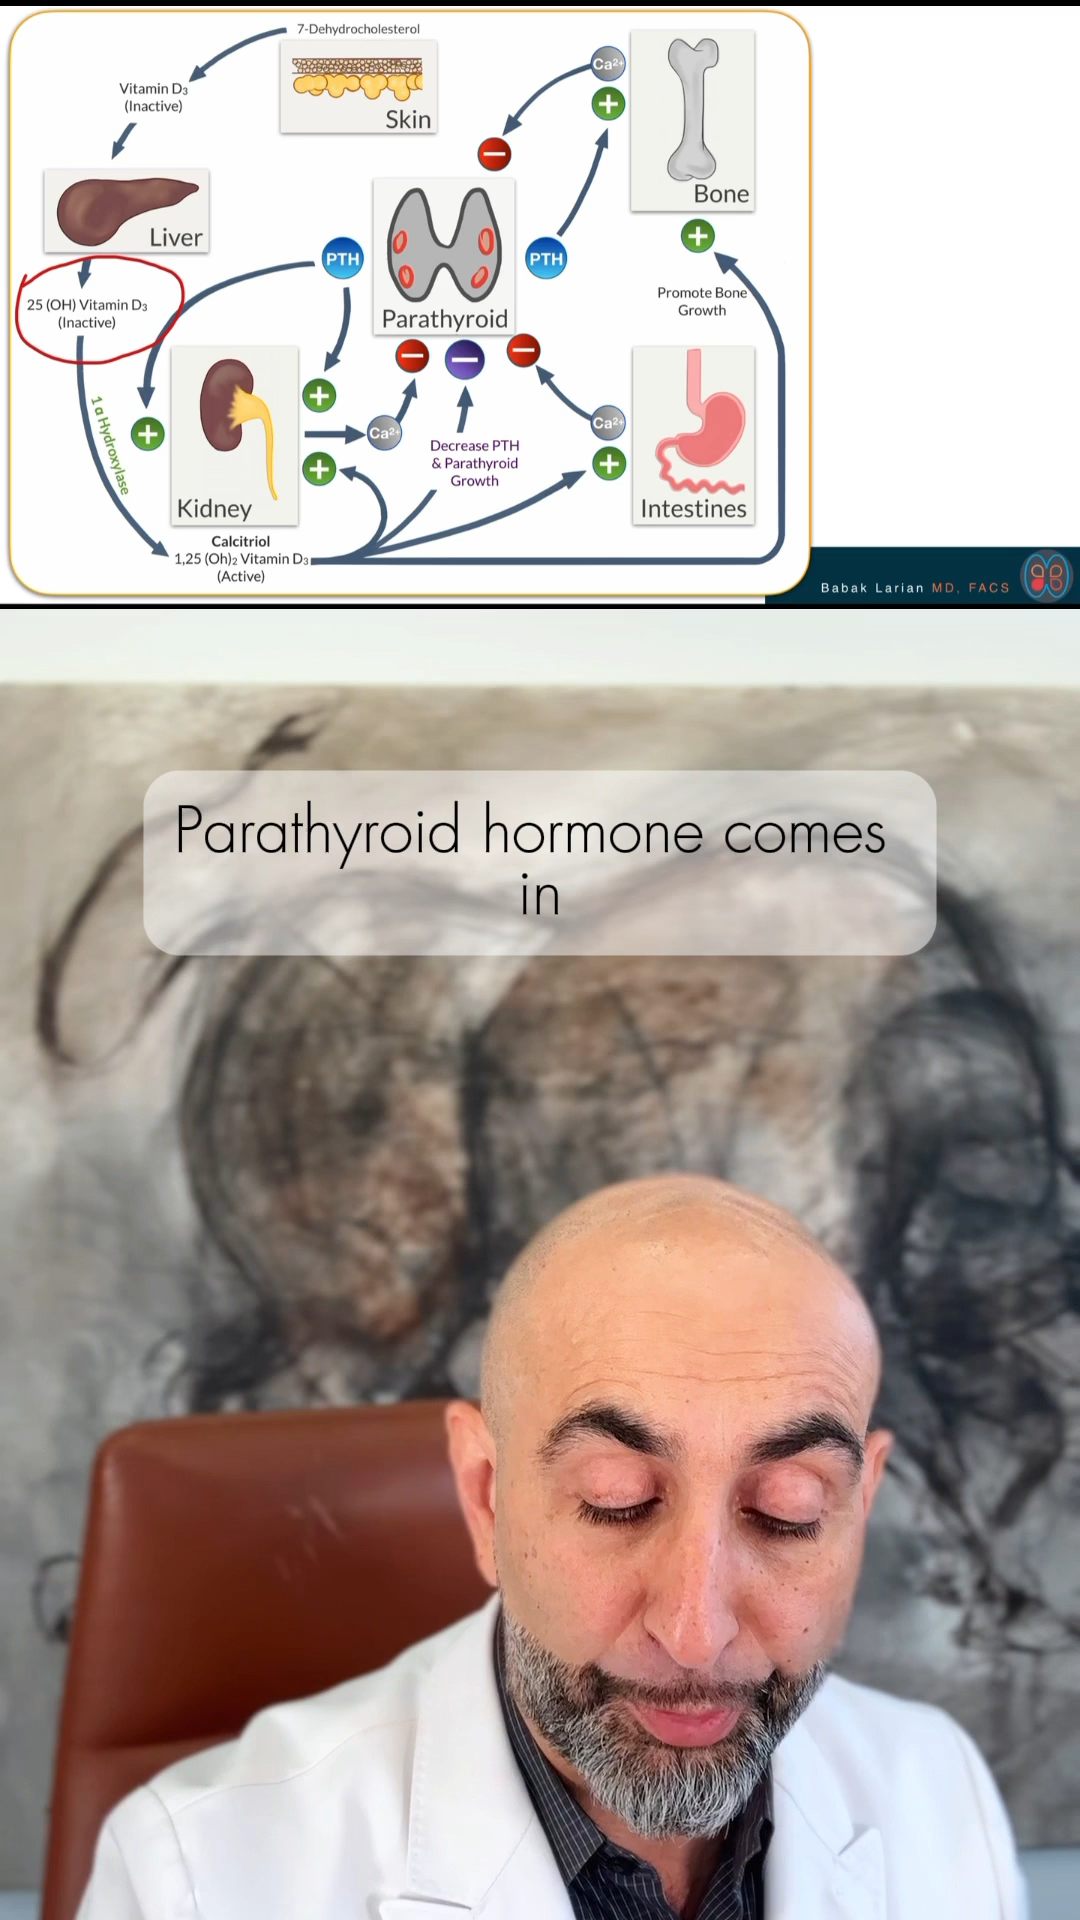 7-Dehydrocholesterol
Vitamin D₃
(Inactive)
Skin
Ca²⁺
Bone
Liver
PTH
PTH
Parathyroid
25 (OH) Vitamin D₃
(Inactive)
Promote Bone
Growth
1 α Hydroxylase
Kidney
Ca²⁺
Decrease PTH
& Parathyroid
Growth
Ca²⁺
Intestines
Calcitriol
1,25 (Oh)₂ Vitamin D₃
(Active)
Babak Larian MD, FACS
Parathyroid hormone comes
in